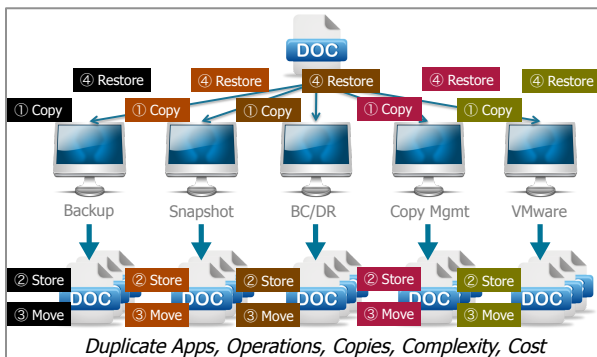 DOC
④ Restore ④ Restore ④ Restore ④ Restore ④ Restore
① Copy ① Copy ① Copy ① Copy ① Copy
Backup Snapshot BC/DR Copy Mgmt VMware
② Store ② Store ② Store ② Store ② Store
DOC DOC DOC DOC DOC
③ Move ③ Move ③ Move ③ Move ③ Move
Duplicate Apps, Operations, Copies, Complexity, Cost